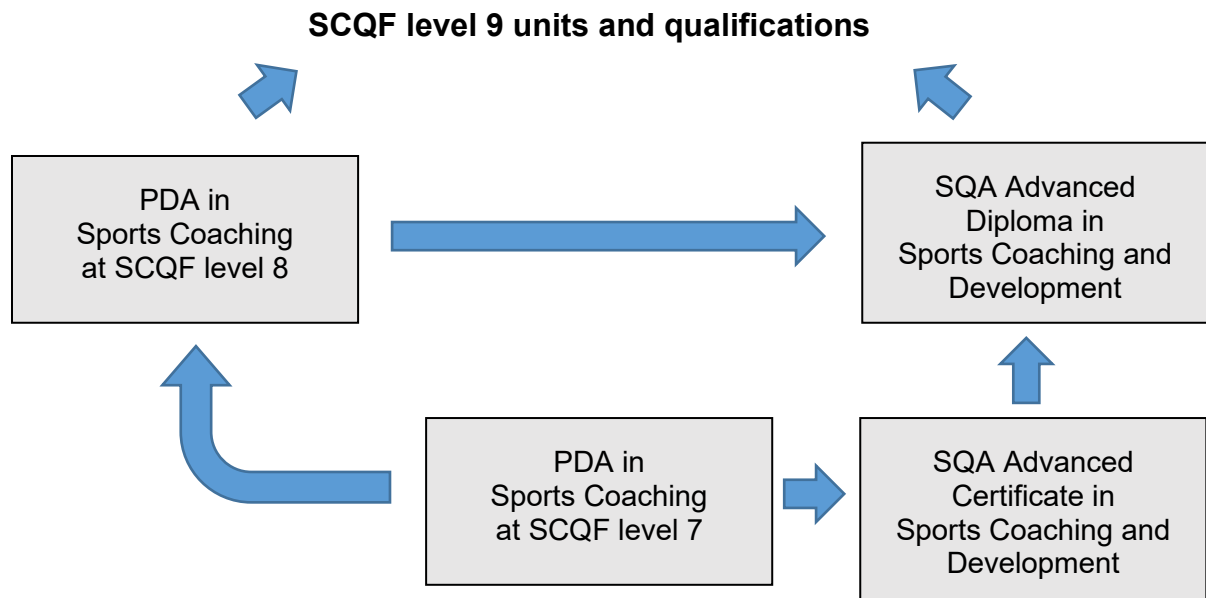 SCQF level 9 units and qualifications
PDA in
Sports Coaching
at SCQF level 8
SQA Advanced
Diploma in
Sports Coaching and
Development
PDA in
Sports Coaching
at SCQF level 7
SQA Advanced
Certificate in
Sports Coaching and
Development